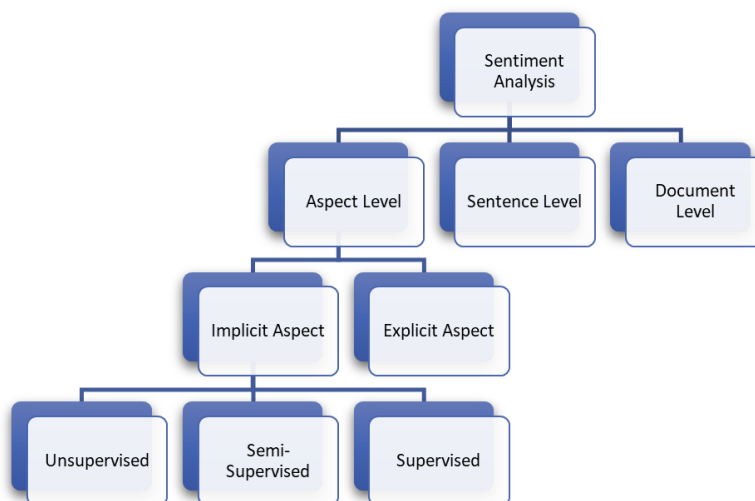 Sentiment
Analysis
Aspect Level
Sentence Level
Document
Level
Implicit Aspect
Explicit Aspect
Unsupervised
Semi-
Supervised
Supervised